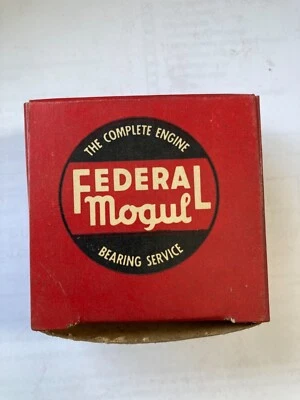 THE COMPLETE ENGINE
FEDERAL
Mogul
BEARING SERVICE